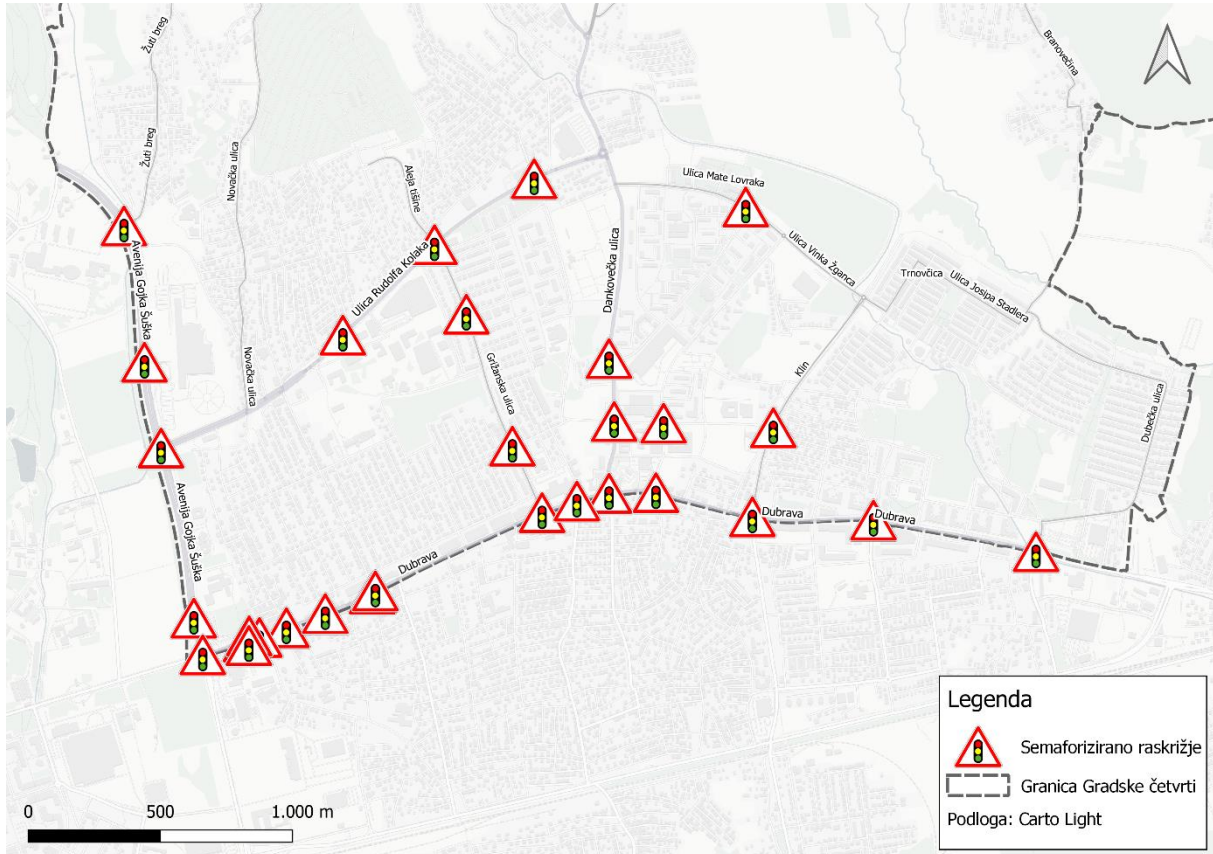 Žuti breg
Branovečina
Žuti breg
Novačka ulica
Aleja tišine
Ulica Mate Lovraka
Avenija Gojka Šuška
Ulica Rudolfa Kolaka
Dankovečka ulica
Ulica Vinka Žganca
Trnovčica
Ulica Josipa Stadlera
Novačka ulica
Grižanska ulica
Klin
Dubečka ulica
Avenija Gojka Šuška
Dubrava
Dubrava
Dubrava
Legenda
Semaforizirano raskrižje
Granica Gradske četvrti
Podloga: Carto Light
0 500 1.000 m